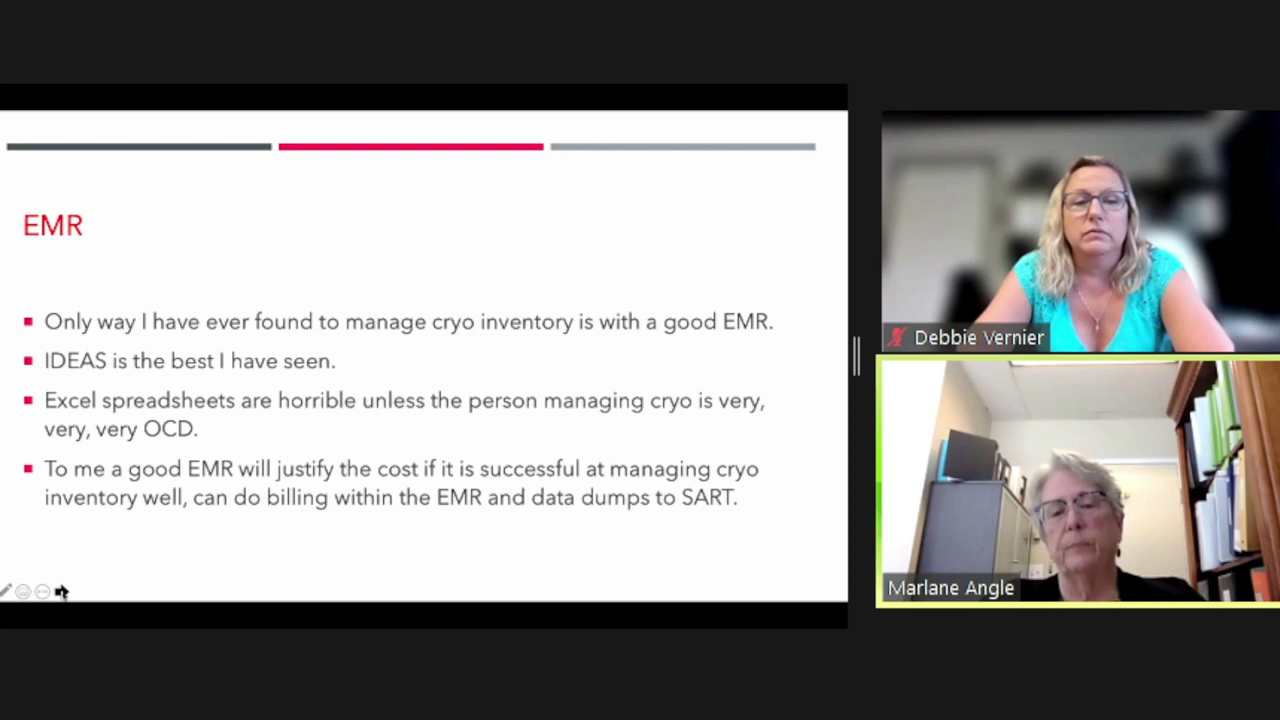 EMR
Only way I have ever found to manage cryo inventory is with a good EMR.
IDEAS is the best I have seen.
Excel spreadsheets are horrible unless the person managing cryo is very,
very, very OCD.
To me a good EMR will justify the cost if it is successful at managing cryo
inventory well, can do billing within the EMR and data dumps to SART.
Debbie Vernier
Marlane Angle